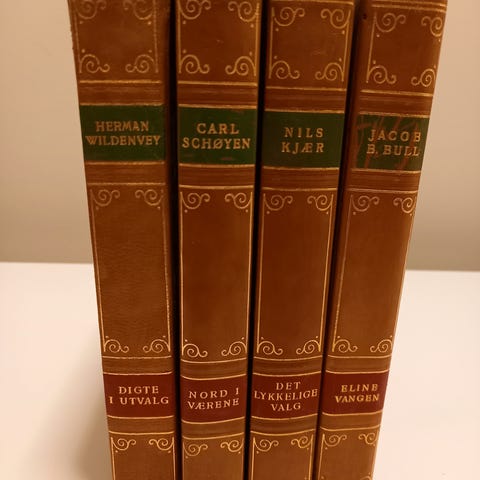 HERMAN
WILDENVEY
DIGTE
I UTVALG
CARL
SCHØYEN
NORD I
VÆRENE
NILS
KJÆR
DET
LYKKELIGE
VALG
JACOB
B. BULL
ELINE
VANGEN